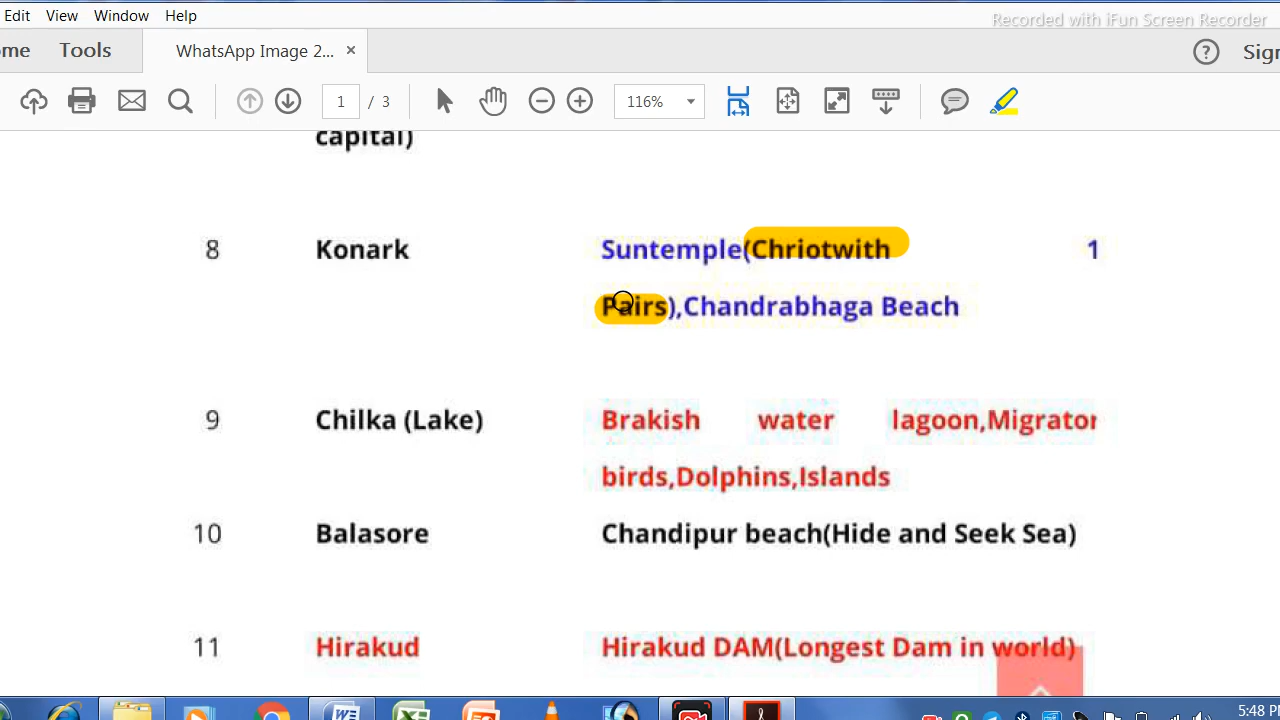 Edit View Window Help
Recorded with iFun Screen Recorder
ome Tools WhatsApp Image 2... × ? Sign
1 / 3 116%
capital)
8 Konark Suntemple(Chriotwith 1
Pairs),Chandrabhaga Beach
9 Chilka (Lake) Brakish water lagoon,Migrator
birds,Dolphins,Islands
10 Balasore Chandipur beach(Hide and Seek Sea)
11 Hirakud Hirakud DAM(Longest Dam in world)
5:48 PM